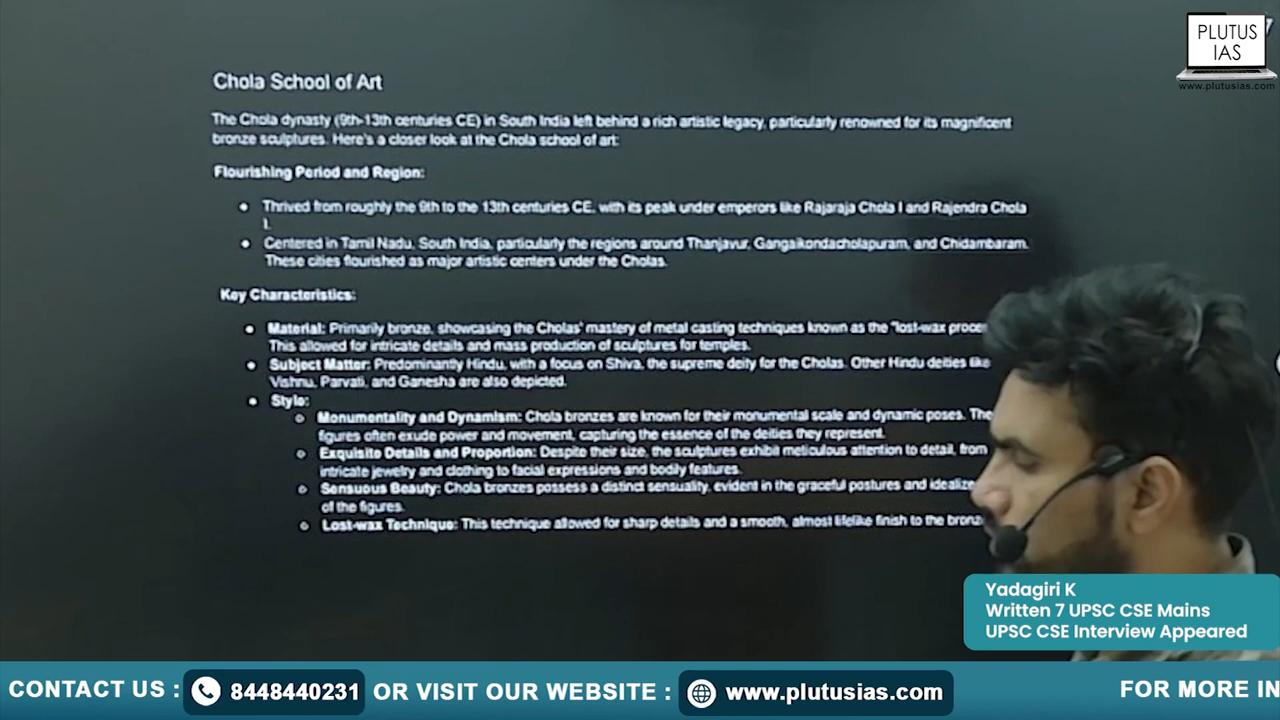 PLUTUS
IAS
www.plutusias.com
Chola School of Art
The Chola dynasty (9th-13th centuries CE) in South India left behind a rich artistic legacy, particularly renowned for its magnificent
bronze sculptures. Here's a closer look at the Chola school of art:
Flourishing Period and Region:
● Thrived from roughly the 9th to the 13th centuries CE, with its peak under emperors like Rajaraja Chola I and Rajendra Chola
I.
● Centered in Tamil Nadu, South India, particularly the regions around Thanjavur, Gangaikondacholapuram, and Chidambaram.
These cities flourished as major artistic centers under the Cholas.
Key Characteristics:
● Material: Primarily bronze, showcasing the Cholas' mastery of metal casting techniques known as the "lost-wax
This allowed for intricate details and mass production of sculptures for temples.
● Subject Matter: Predominantly Hindu, with a focus on Shiva, the supreme deity for the Cholas. Other Hindu deities like
Vishnu, Parvati, and Ganesha are also depicted.
● Style:
○ Monumentality and Dynamism: Chola bronzes are known for their monumental scale and dynamic poses. The
figures often exude power and movement, capturing the essence of the deities they represent.
○ Exquisite Details and Proportion: Despite their size, the sculptures exhibit meticulous attention to detail, from
intricate jewelry and clothing to facial expressions and bodily features.
○ Sensuous Beauty: Chola bronzes possess a distinct sensuality, evident in the graceful postures and
of the figures.
○ Lost-wax Technique: This technique allowed for sharp details and a smooth, almost lifelike finish to the
Yadagiri K
Written 7 UPSC CSE Mains
UPSC CSE Interview Appeared
CONTACT US : 8448440231 OR VISIT OUR WEBSITE : www.plutusias.com FOR MORE IN